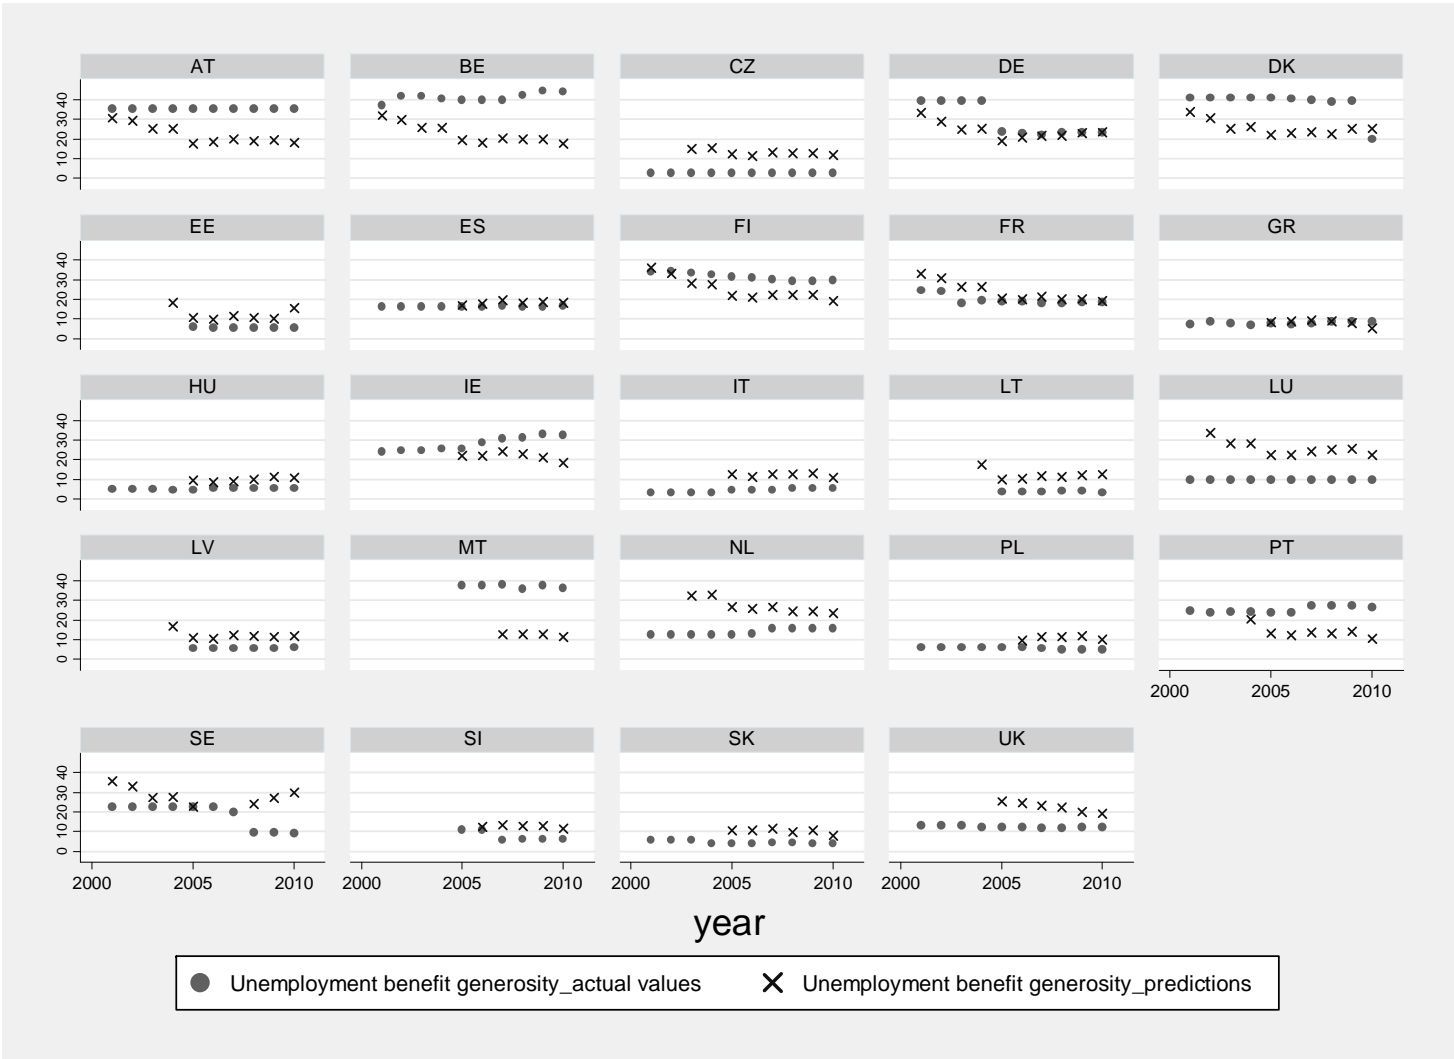 AT BE CZ DE DK
0 10 20 30 40
EE ES FI FR GR
0 10 20 30 40
HU IE IT LT LU
0 10 20 30 40
LV MT NL PL PT
0 10 20 30 40
2000 2005 2010
SE SI SK UK
0 10 20 30 40
2000 2005 2010 2000 2005 2010 2000 2005 2010 2000 2005 2010
year
Unemployment benefit generosity_actual values Unemployment benefit generosity_predictions